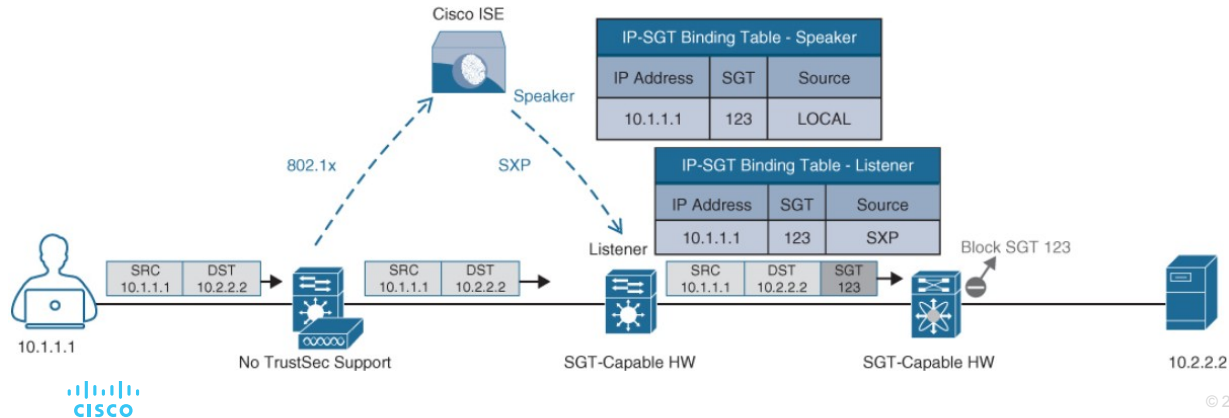 Cisco ISE
Speaker
IP-SGT Binding Table - Speaker
IP Address SGT Source
10.1.1.1 123 LOCAL
802.1x
SXP
IP-SGT Binding Table - Listener
IP Address SGT Source
10.1.1.1 123 SXP
Listener
Block SGT 123
SRC DST
10.1.1.1 10.2.2.2
SRC DST
10.1.1.1 10.2.2.2
SRC DST SGT
10.1.1.1 10.2.2.2 123
10.1.1.1
No TrustSec Support
SGT-Capable HW
SGT-Capable HW
10.2.2.2
CISCO
© 2